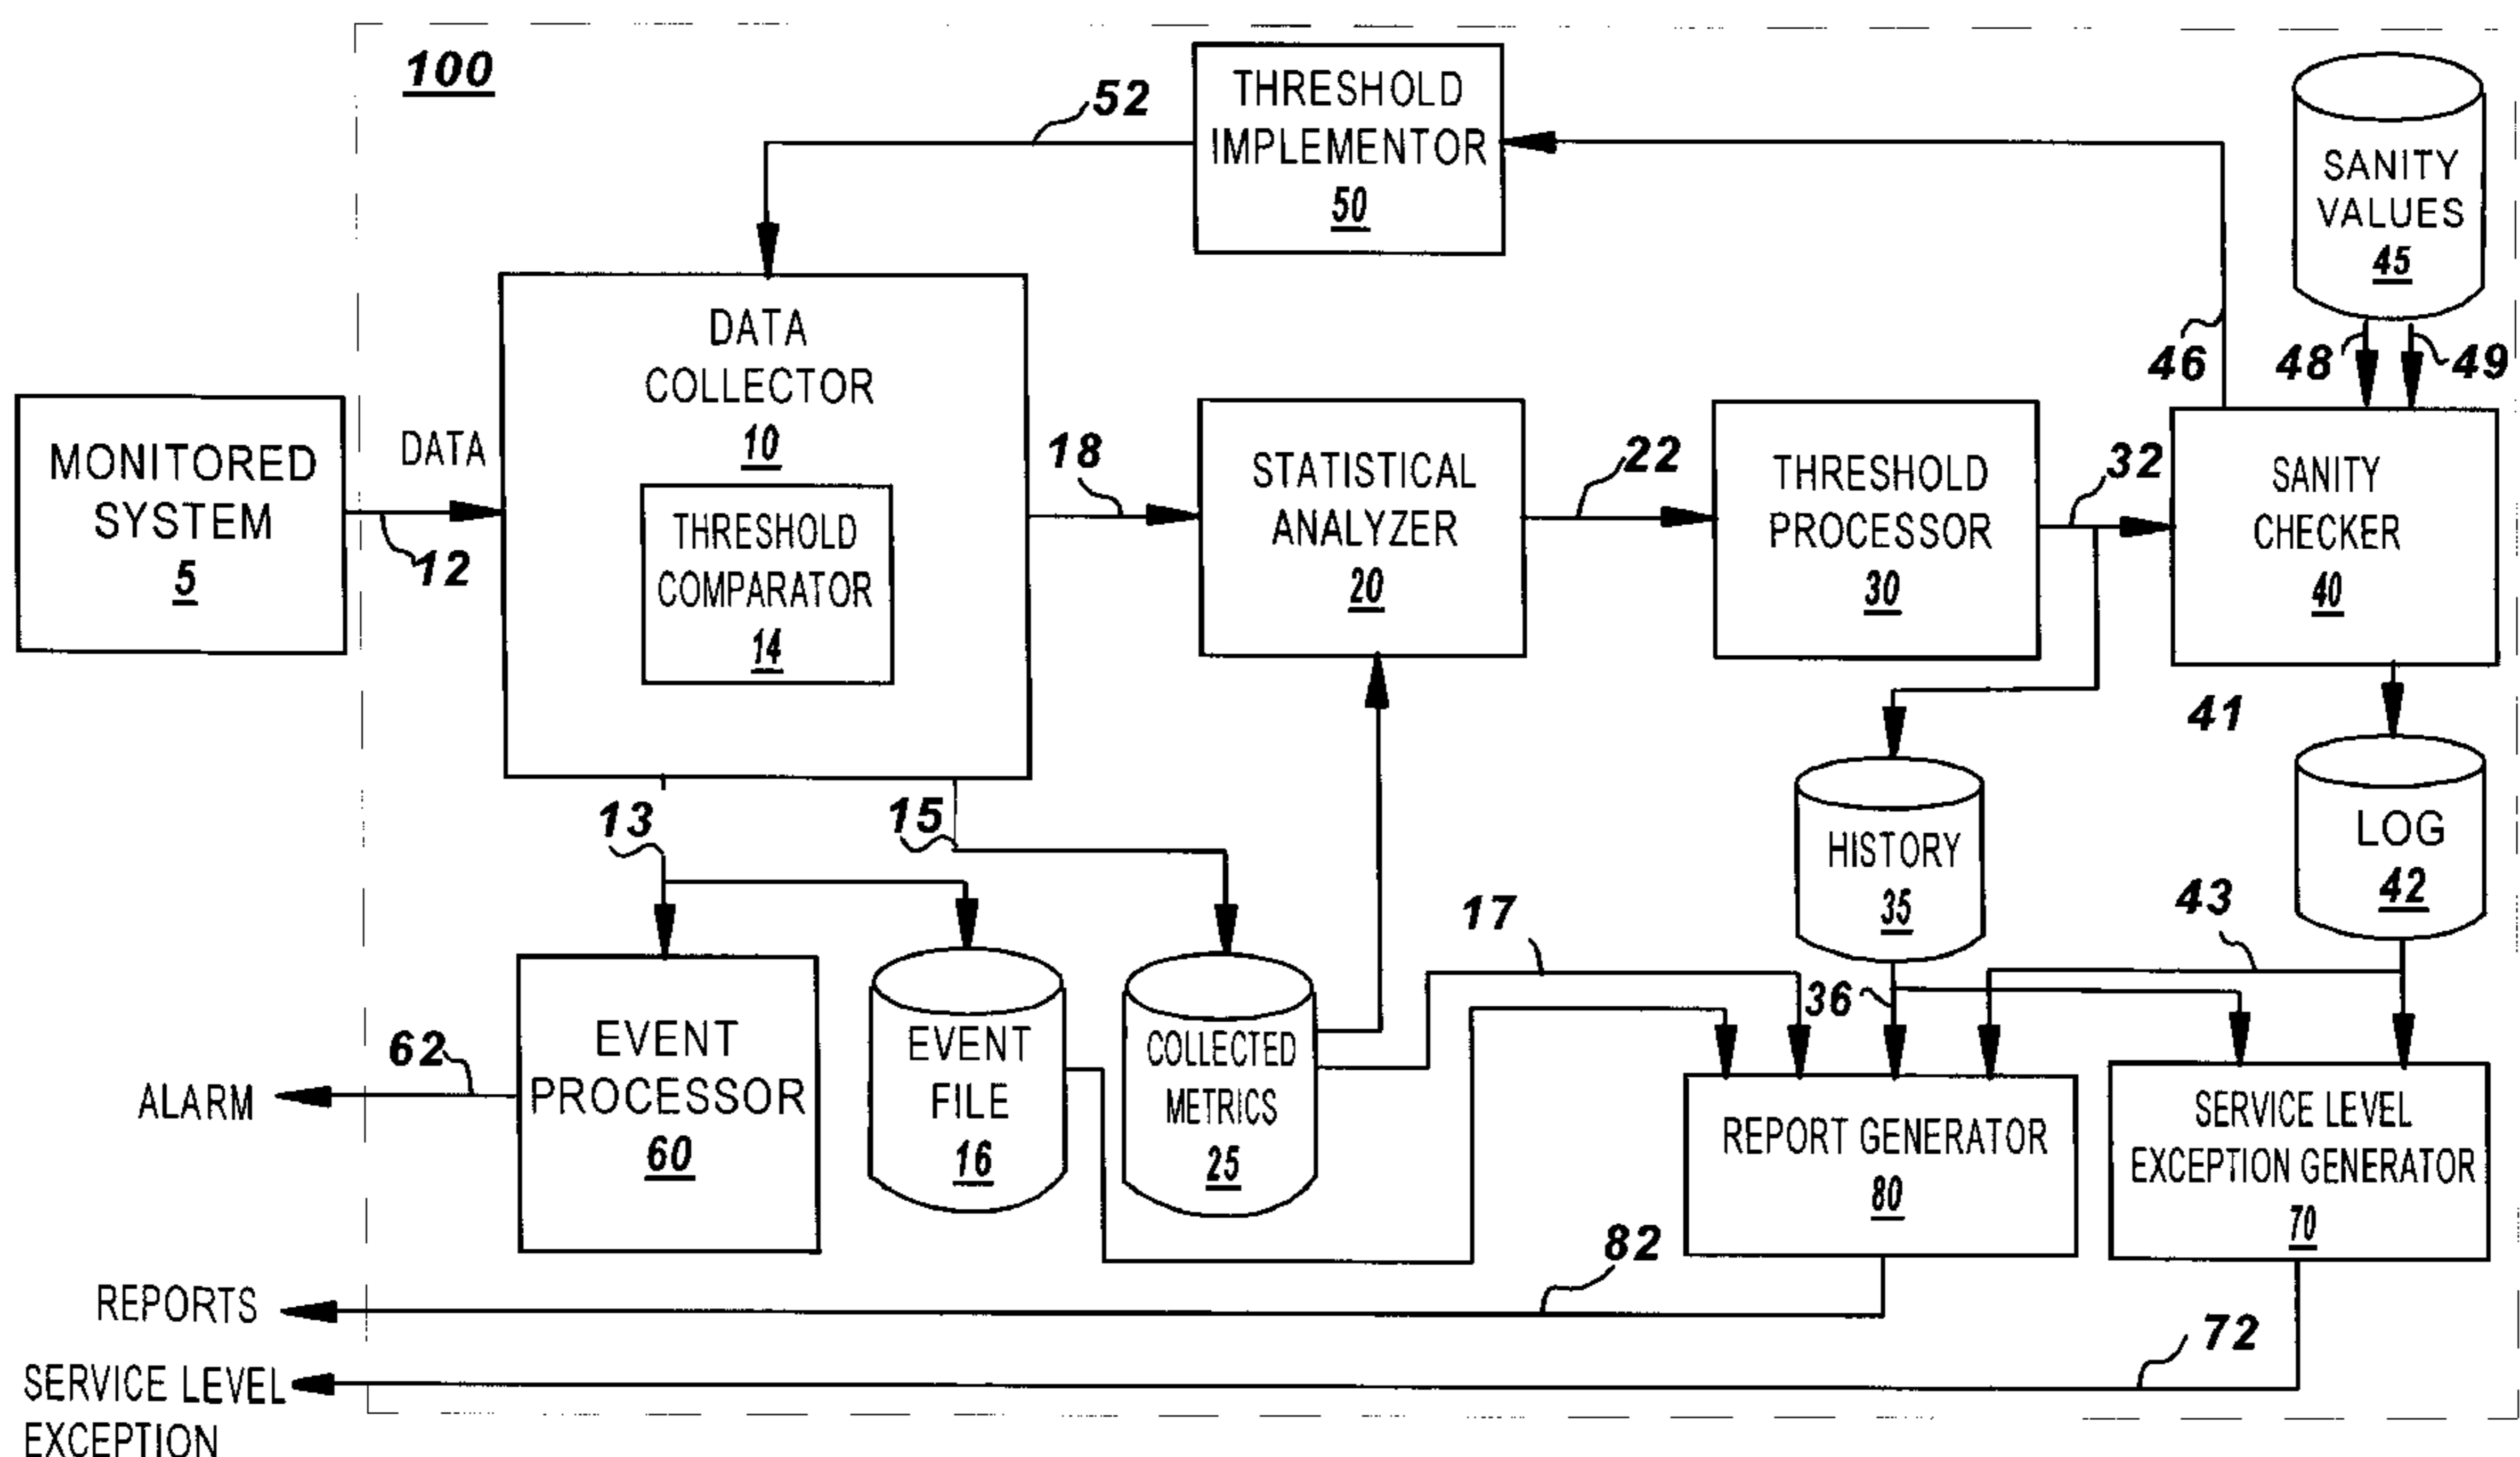 100
THRESHOLD
IMPLEMENTOR
50
52
SANITY
VALUES
45
46
48
49
DATA
COLLECTOR
10
THRESHOLD
COMPARATOR
14
MONITORED
SYSTEM
5
DATA
12
18
STATISTICAL
ANALYZER
20
22
THRESHOLD
PROCESSOR
30
32
SANITY
CHECKER
40
41
13
15
HISTORY
35
LOG
42
17
36
43
EVENT
PROCESSOR
60
EVENT
FILE
16
COLLECTED
METRICS
25
62
ALARM
REPORT GENERATOR
80
SERVICE LEVEL
EXCEPTION GENERATOR
70
82
REPORTS
72
SERVICE LEVEL
EXCEPTION